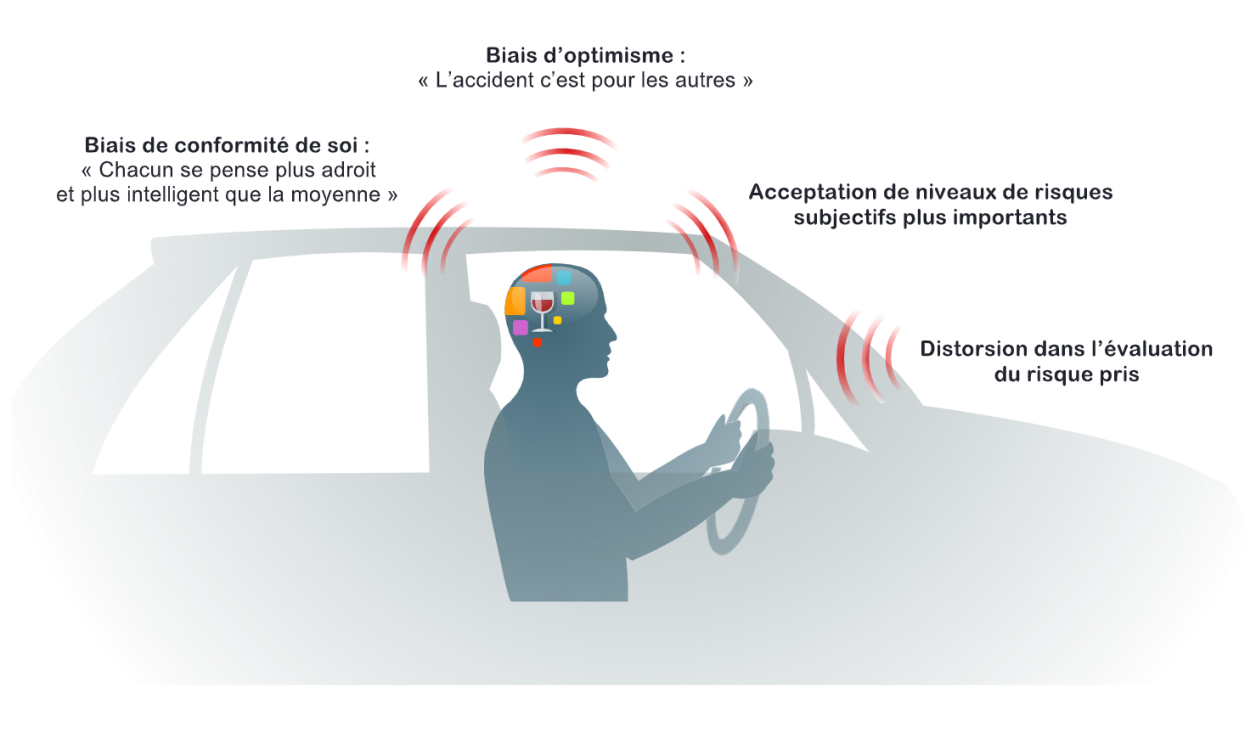 Biais d’optimisme :
« L’accident c’est pour les autres »
Biais de conformité de soi :
« Chacun se pense plus adroit
et plus intelligent que la moyenne »
Acceptation de niveaux de risques
subjectifs plus importants
Distorsion dans l’évaluation
du risque pris